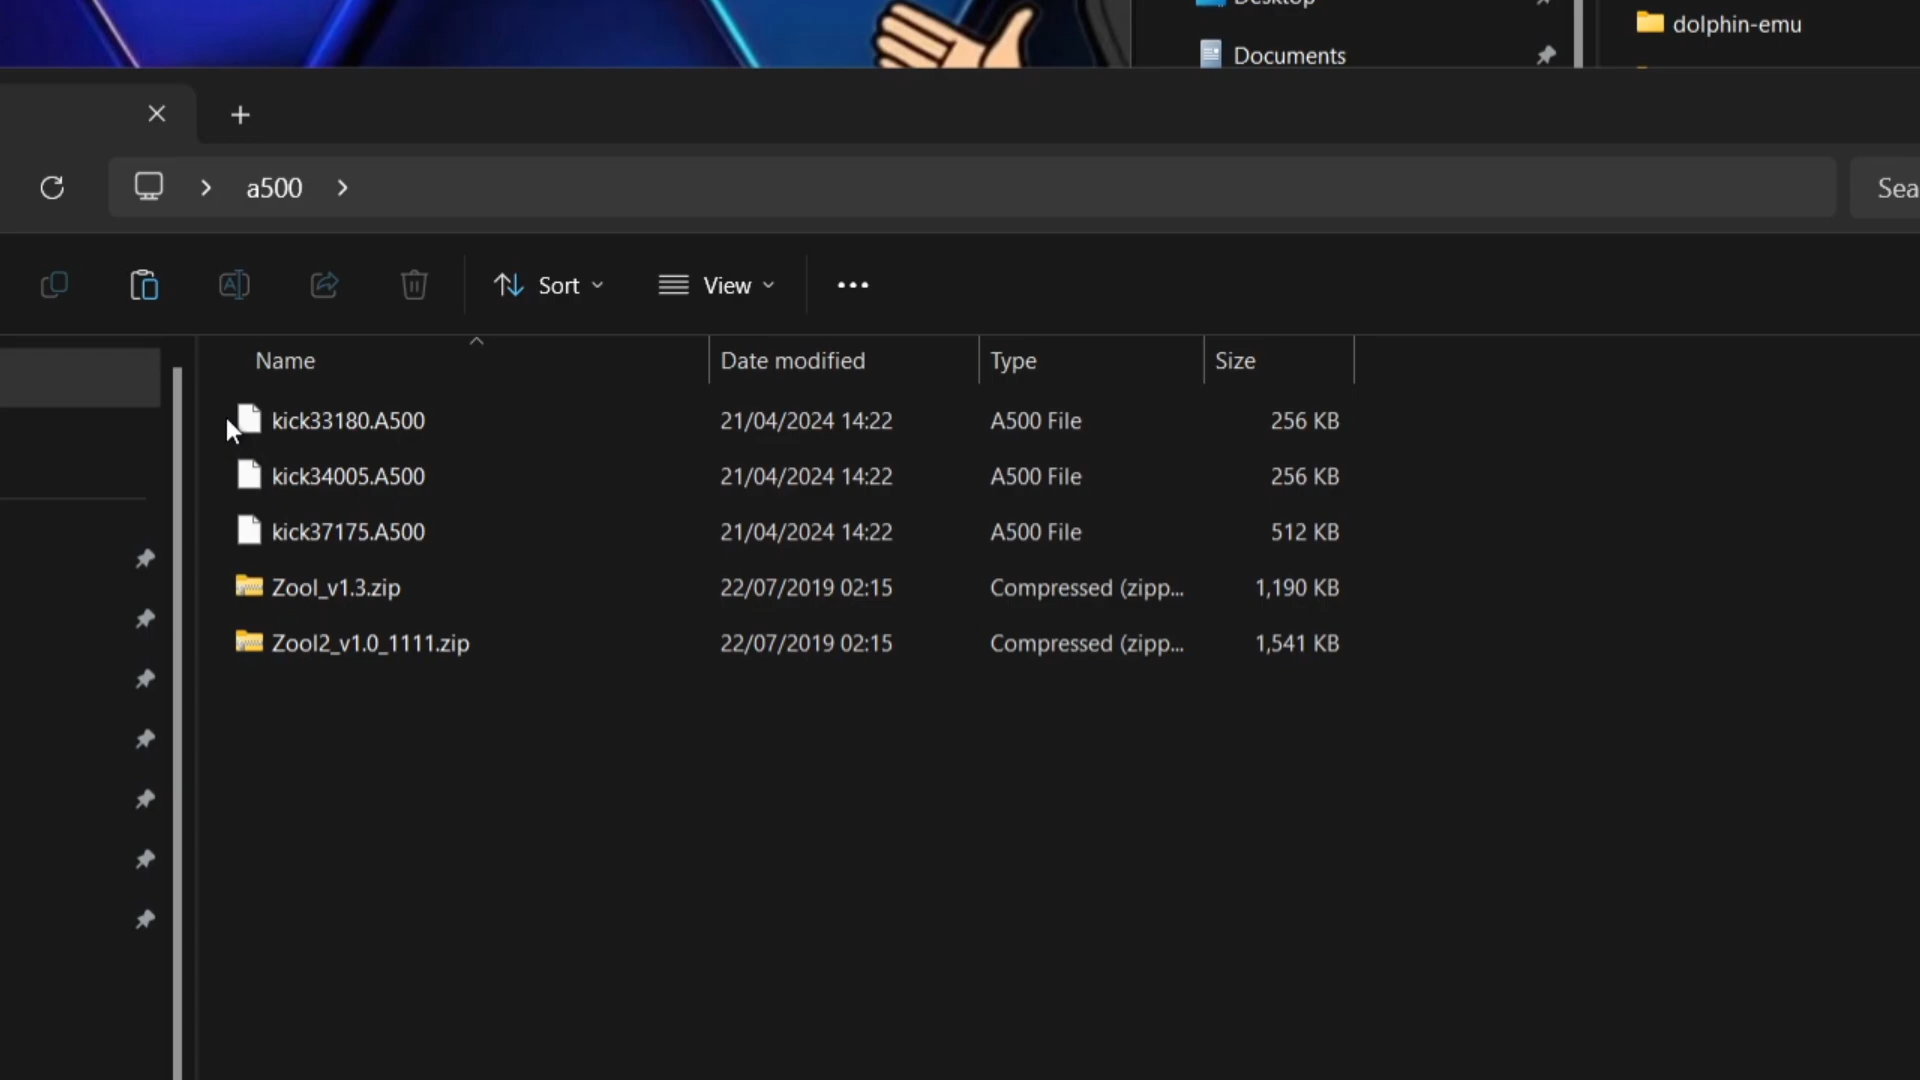 Desktop
dolphin-emu
Documents
a500
Sea
Sort
View
Name Date modified Type Size
kick33180.A500 21/04/2024 14:22 A500 File 256 KB
kick34005.A500 21/04/2024 14:22 A500 File 256 KB
kick37175.A500 21/04/2024 14:22 A500 File 512 KB
Zool_v1.3.zip 22/07/2019 02:15 Compressed (zipp... 1,190 KB
Zool2_v1.0_1111.zip 22/07/2019 02:15 Compressed (zipp... 1,541 KB